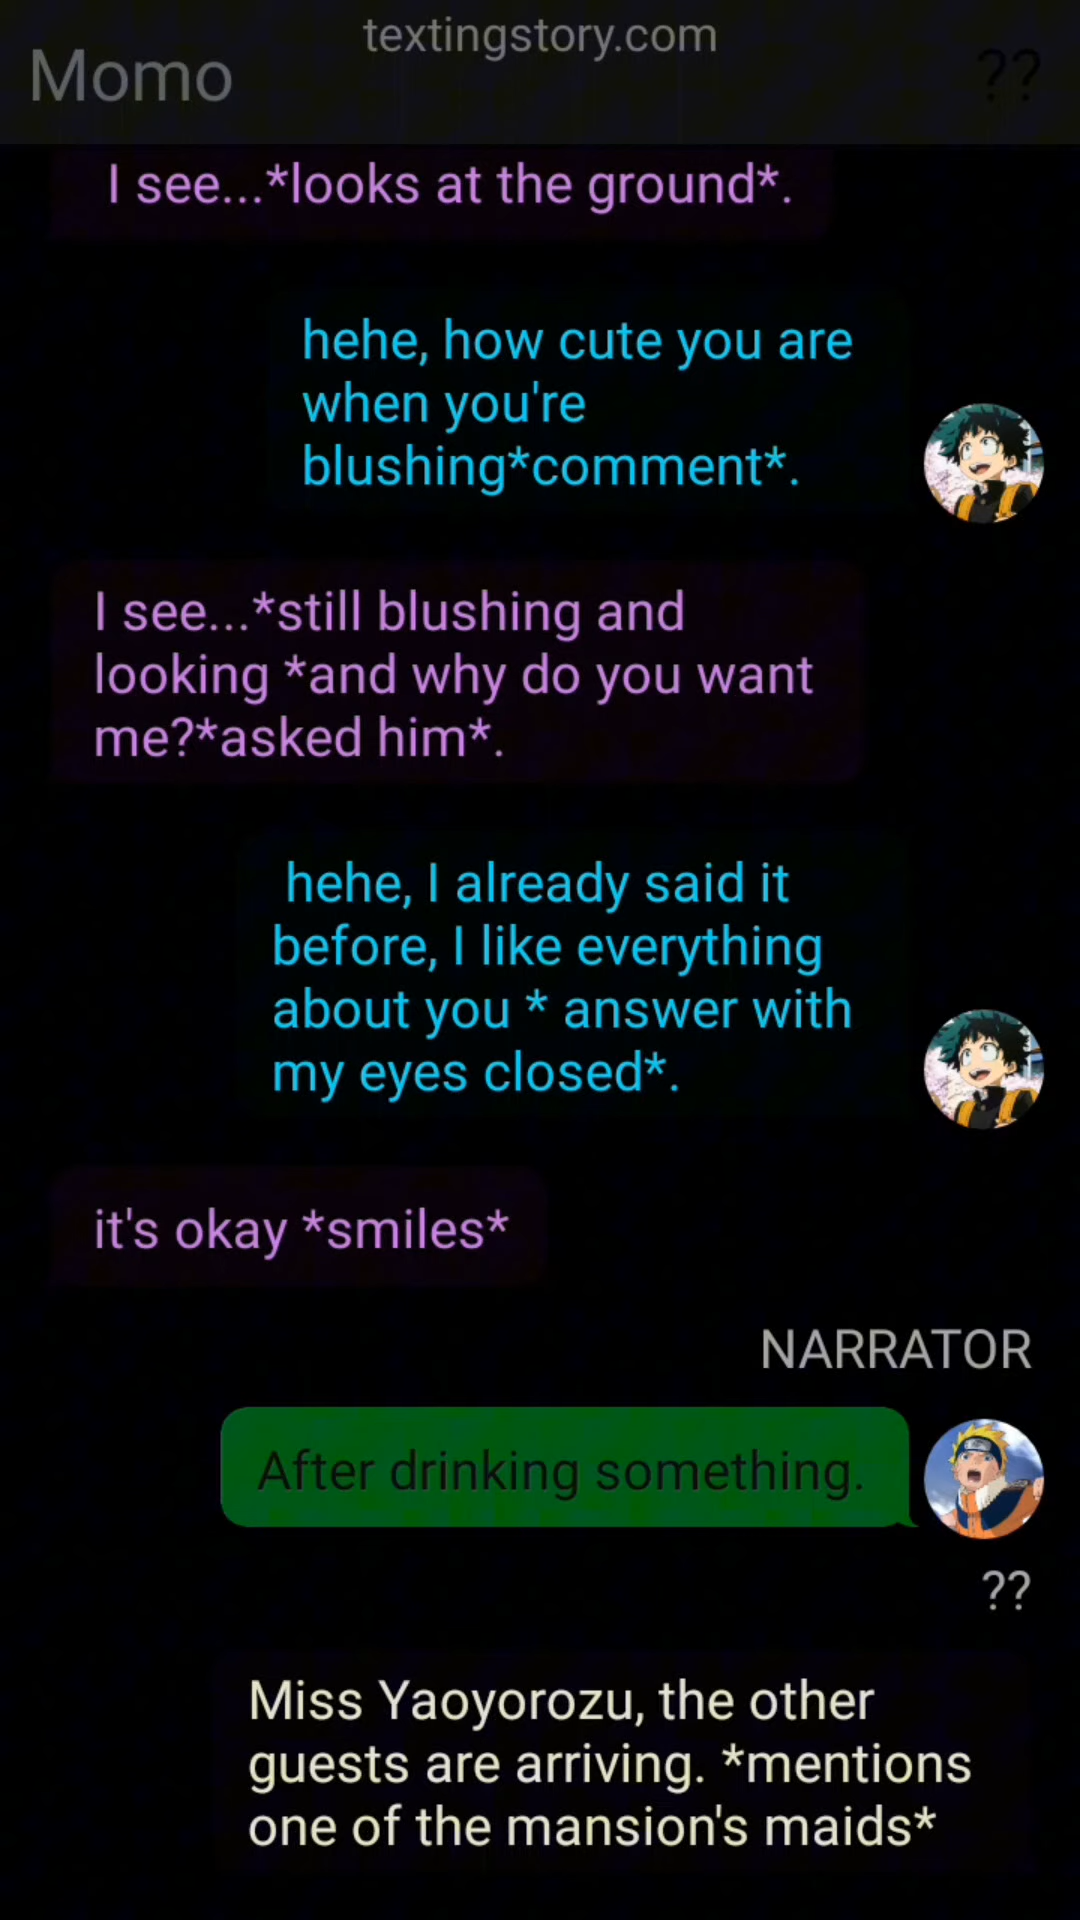 textingstory.com
Momo
??
I see...*looks at the ground*.
hehe, how cute you are
when you're
blushing*comment*.
I see...*still blushing and
looking *and why do you want
me?*asked him*.
hehe, I already said it
before, I like everything
about you * answer with
my eyes closed*.
it's okay *smiles*
NARRATOR
After drinking something.
??
Miss Yaoyorozu, the other
guests are arriving. *mentions
one of the mansion's maids*